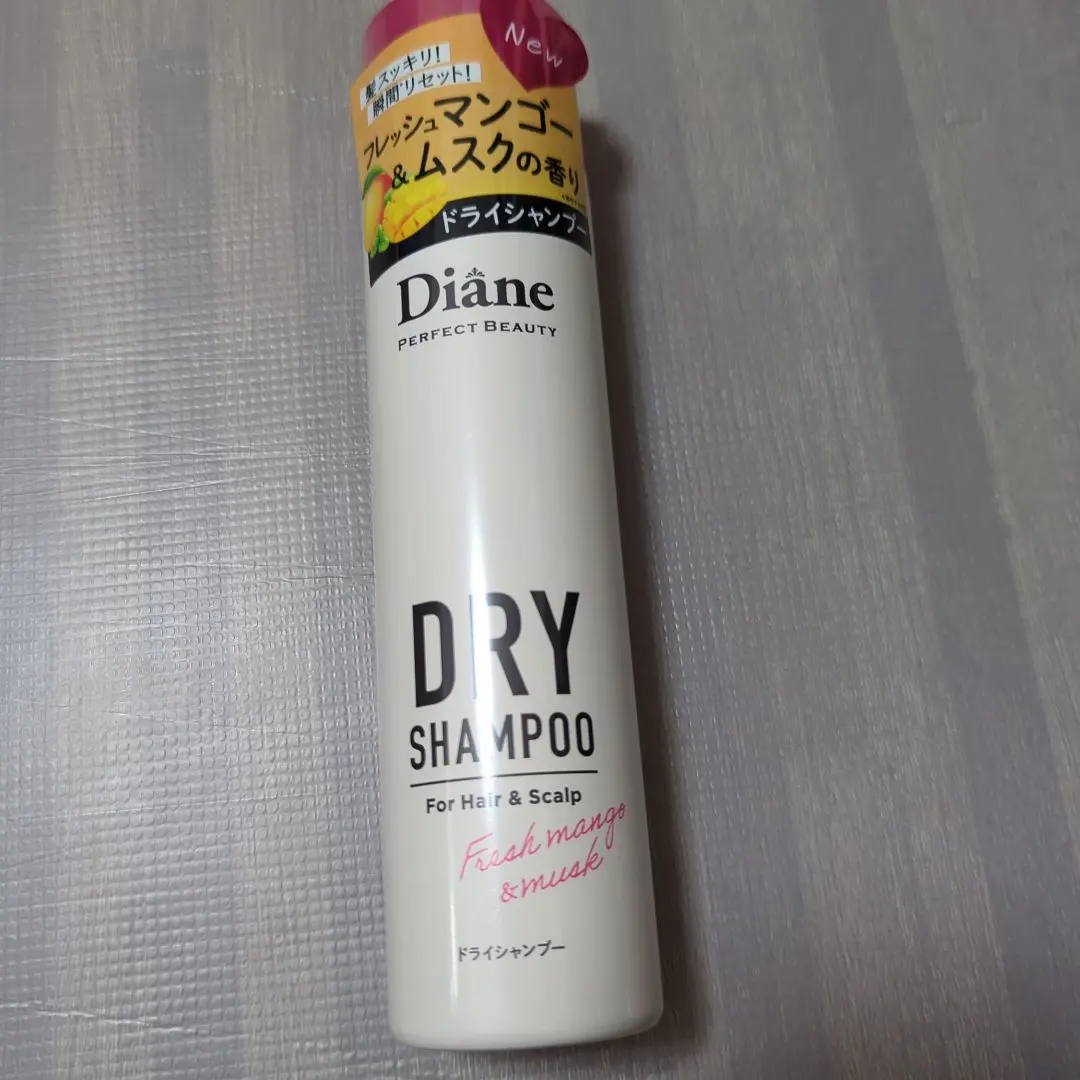 New
髪スッキリ!
瞬間リセット!
フレッシュマンゴー
&ムスクの香り
ドライシャンプー
Diane
PERFECT BEAUTY
DRY
SHAMPOO
For Hair & Scalp
Fresh mango
&musk
ドライシャンプー